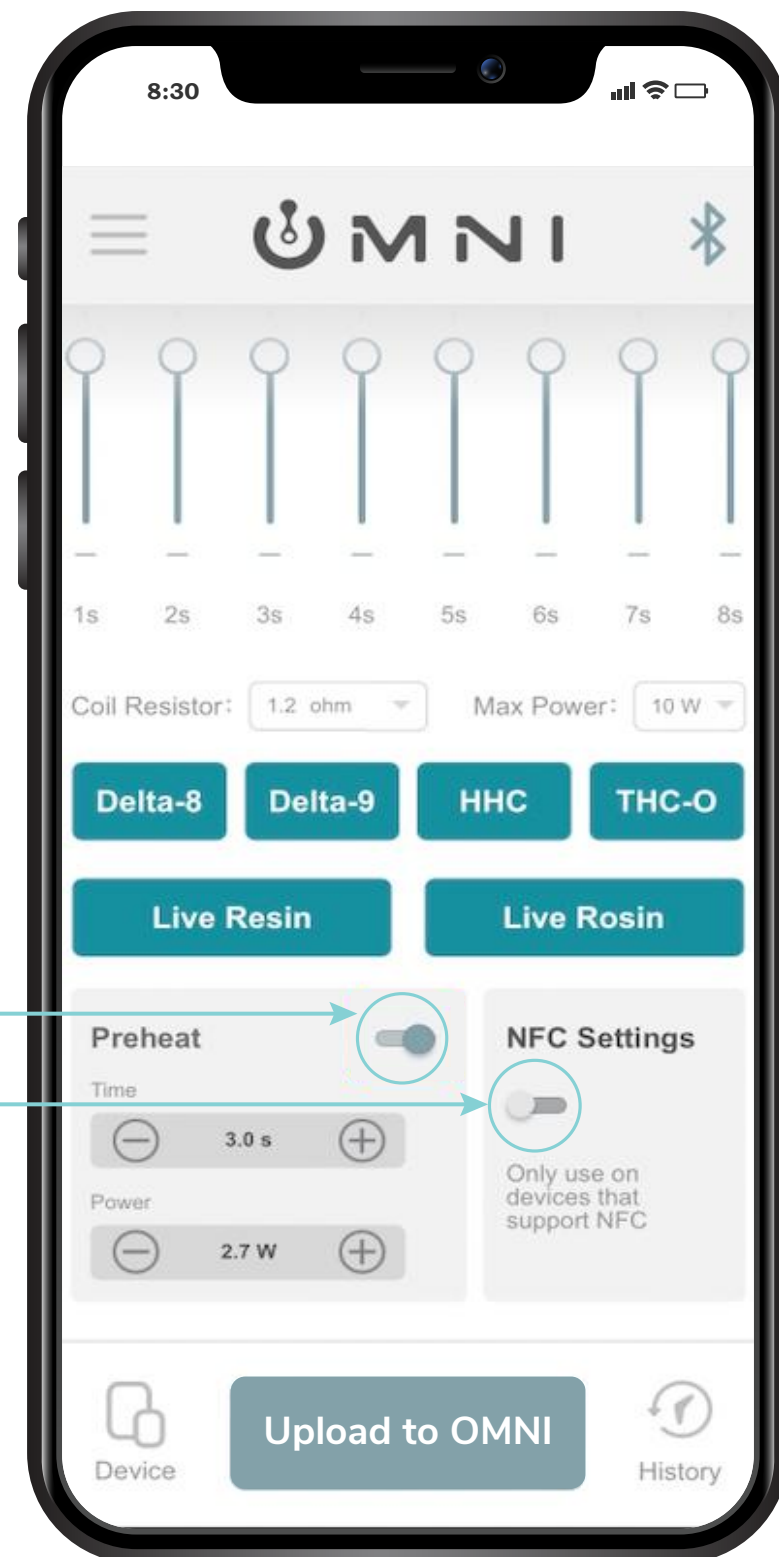 8:30
OMNI
1s 2s 3s 4s 5s 6s 7s 8s
Coil Resistor: 1.2 ohm Max Power: 10 W
Delta-8 Delta-9 HHC THC-O
Live Resin Live Rosin
Preheat
Time
3.0 s
Power
2.7 W
NFC Settings
Only use on
devices that
support NFC
Device
Upload to OMNI
History